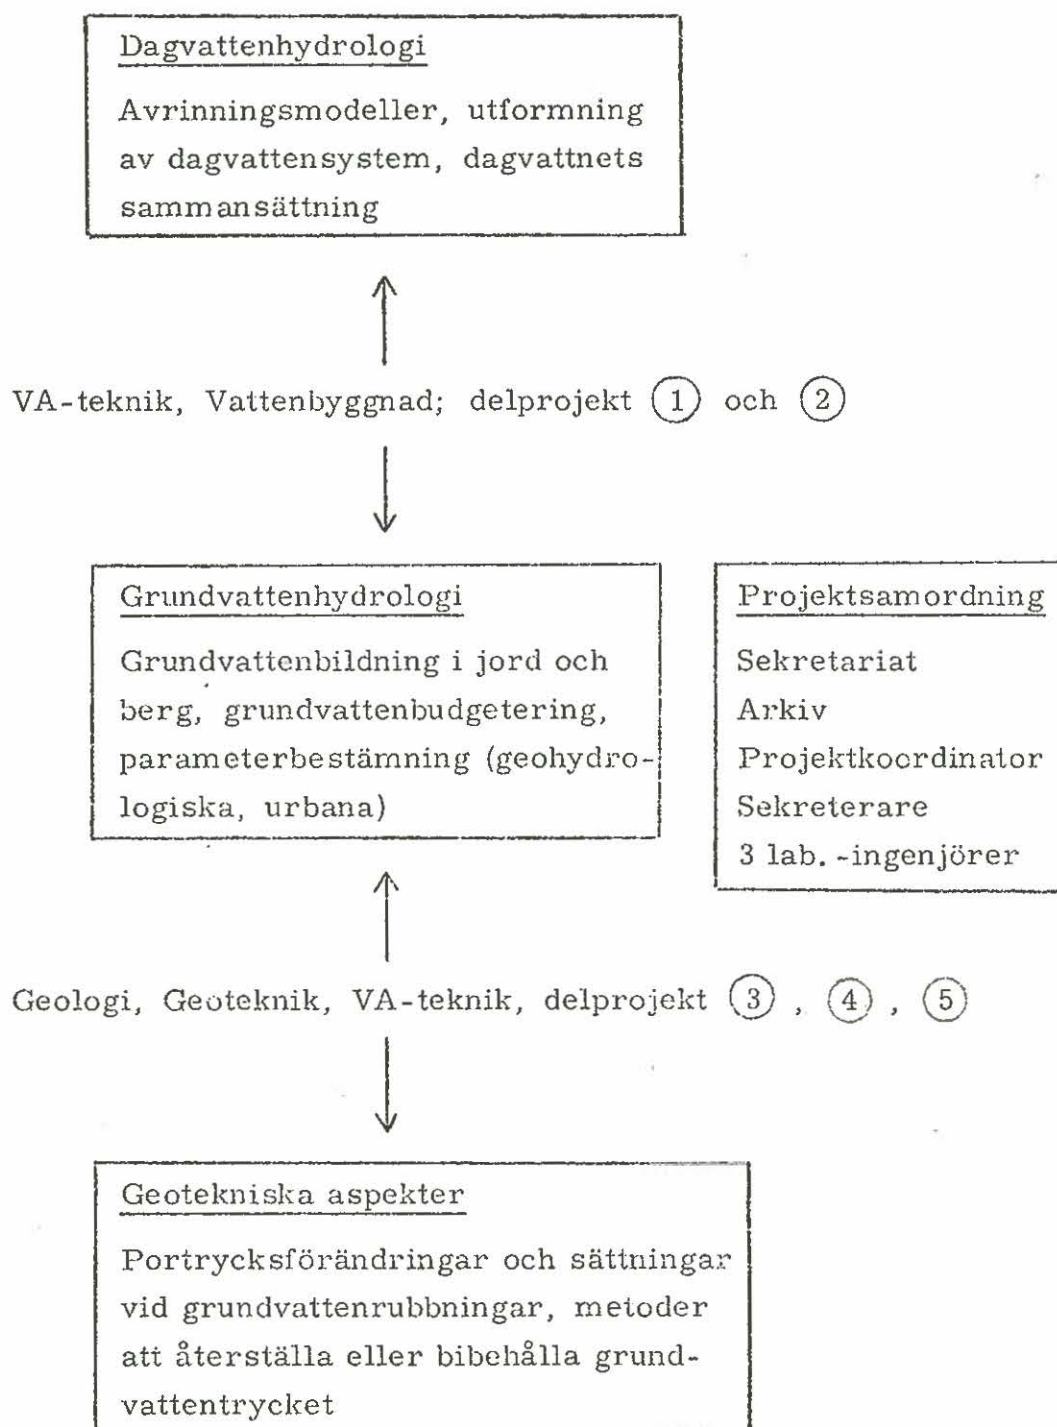 Dagvattenhydrologi
Avrinningsmodeller, utformning
av dagvattensystem, dagvattnets
sammansättning
VA-teknik, Vattenbyggnad; delprojekt 1 och 2
Grundvattenhydrologi
Grundvattenbildning i jord och
berg, grundvattenbudgetering,
parameterbestämning (geohydro-
logiska, urbana)
Projektsamordning
Sekretariat
Arkiv
Projektkoordinator
Sekreterare
3 lab.-ingenjörer
Geologi, Geoteknik, VA-teknik, delprojekt 3 , 4 , 5
Geotekniska aspekter
Portrycksförändringar och sättningar
vid grundvattenrubbningar, metoder
att återställa eller bibehålla grund-
vattentrycket